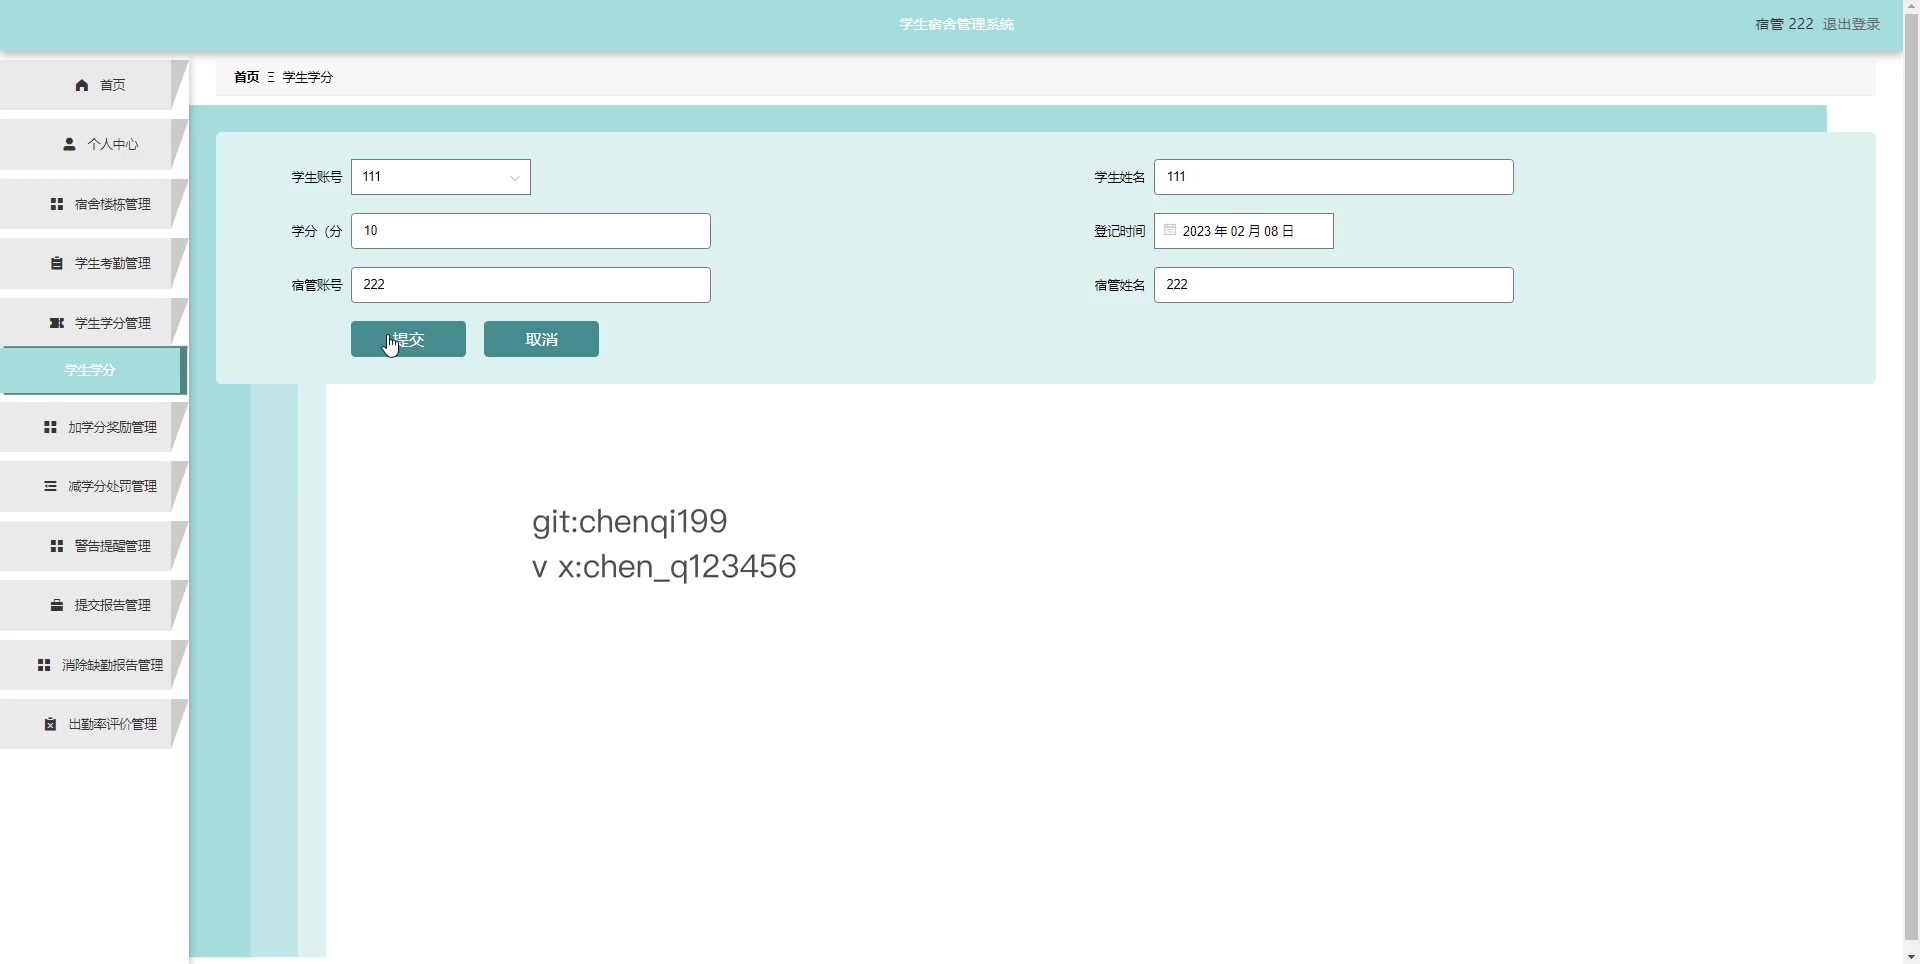 学生宿舍管理系统
宿管 222 退出登录
首页
个人中心
宿舍楼栋管理
学生考勤管理
学生学分管理
学生学分
加学分奖励管理
减学分处罚管理
警告提醒管理
提交报告管理
消除缺勤报告管理
出勤率评价管理
首页 Ξ 学生学分
学生账号 111
学生姓名 111
学分（分 10
登记时间 2023 年 02 月 08 日
宿管账号 222
宿管姓名 222
提交 取消
git:chenqi199
v x:chen_q123456